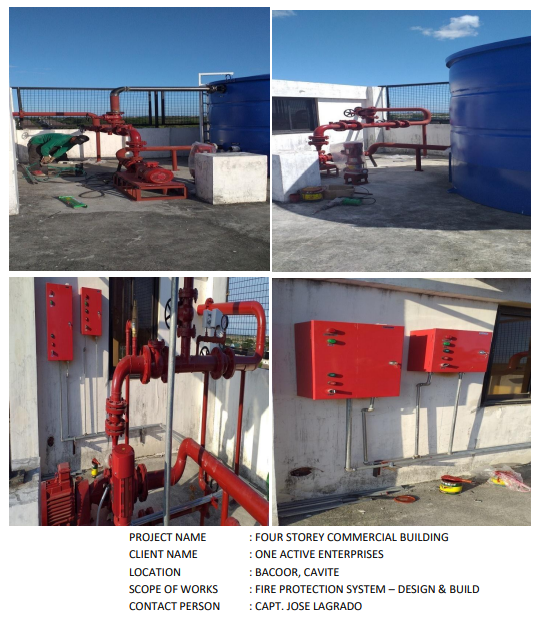 PROJECT NAME : FOUR STOREY COMMERCIAL BUILDING
CLIENT NAME : ONE ACTIVE ENTERPRISES
LOCATION : BACOOR, CAVITE
SCOPE OF WORKS : FIRE PROTECTION SYSTEM – DESIGN & BUILD
CONTACT PERSON : CAPT. JOSE LAGRADO